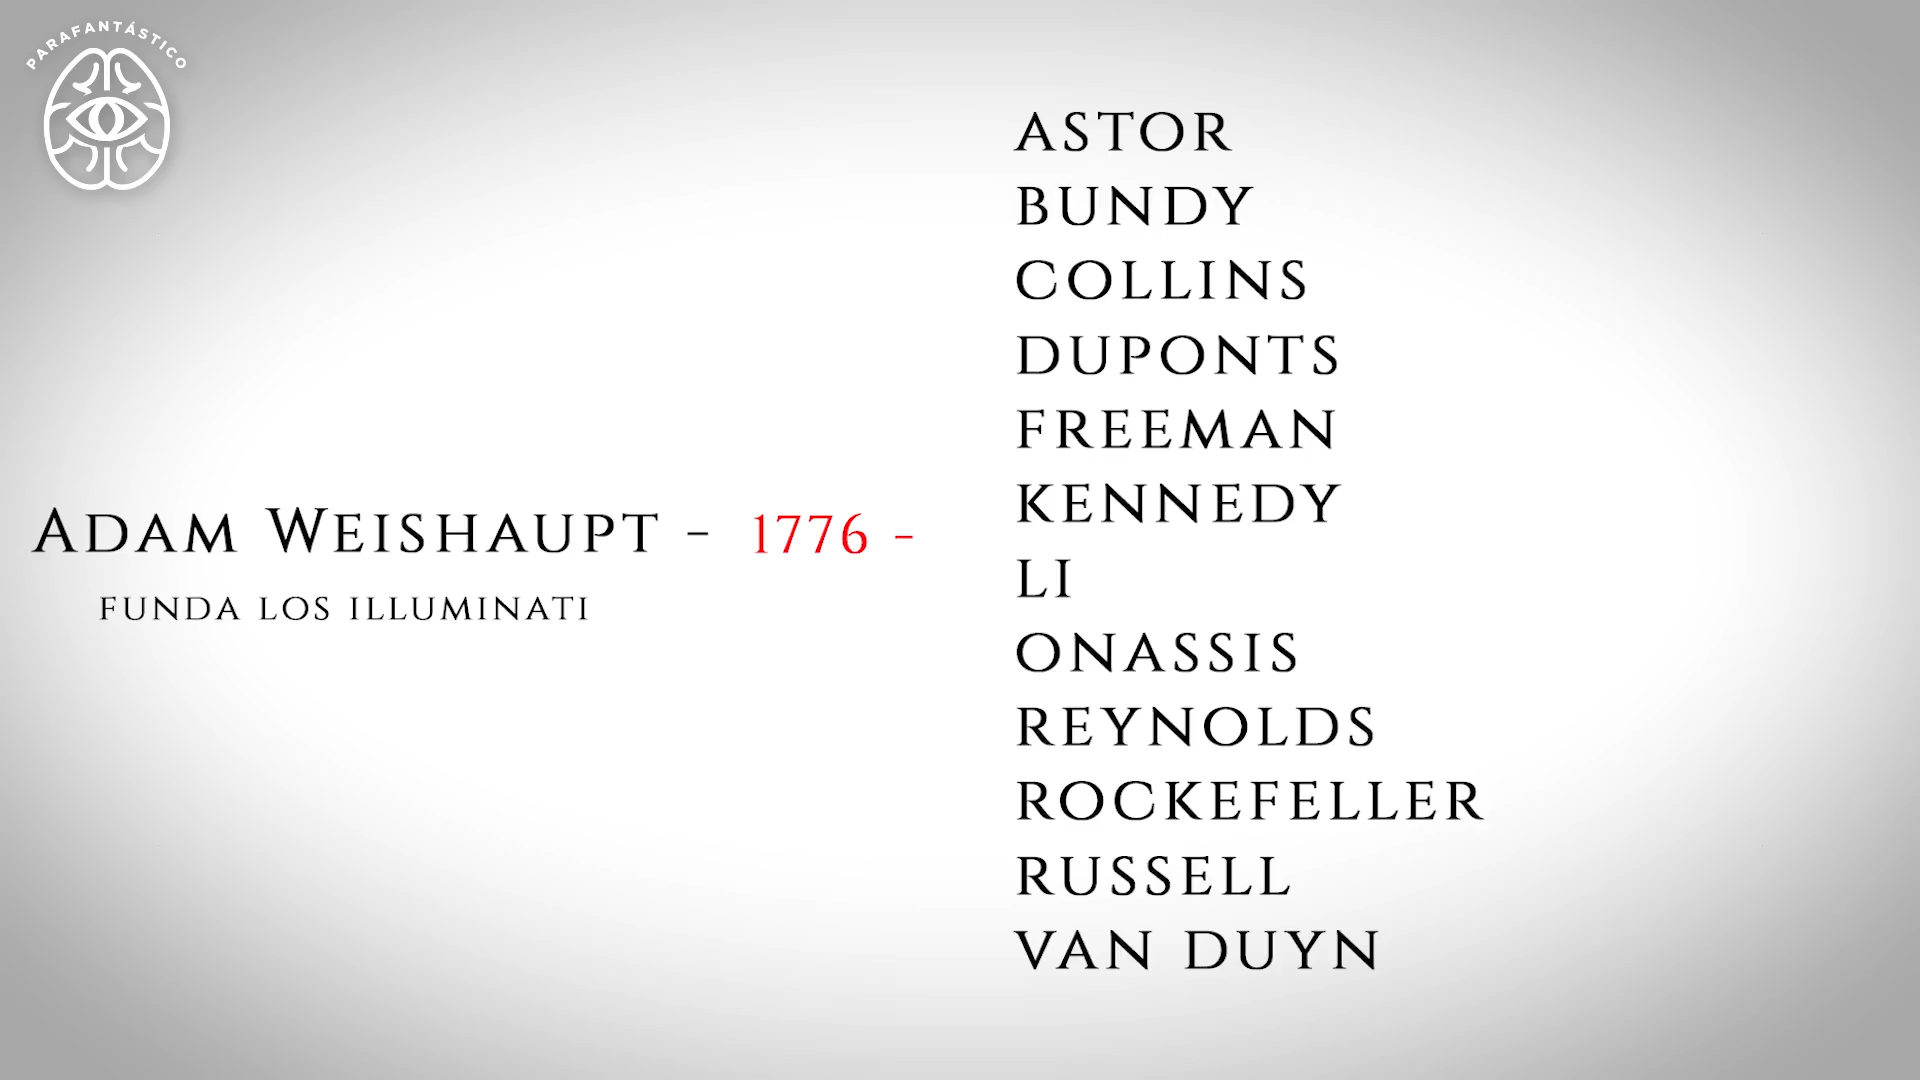 PARAFANTÁSTICO
ADAM WEISHAUPT - 1776 -
FUNDA LOS ILLUMINATI
ASTOR
BUNDY
COLLINS
DUPONTS
FREEMAN
KENNEDY
LI
ONASSIS
REYNOLDS
ROCKEFELLER
RUSSELL
VAN DUYN